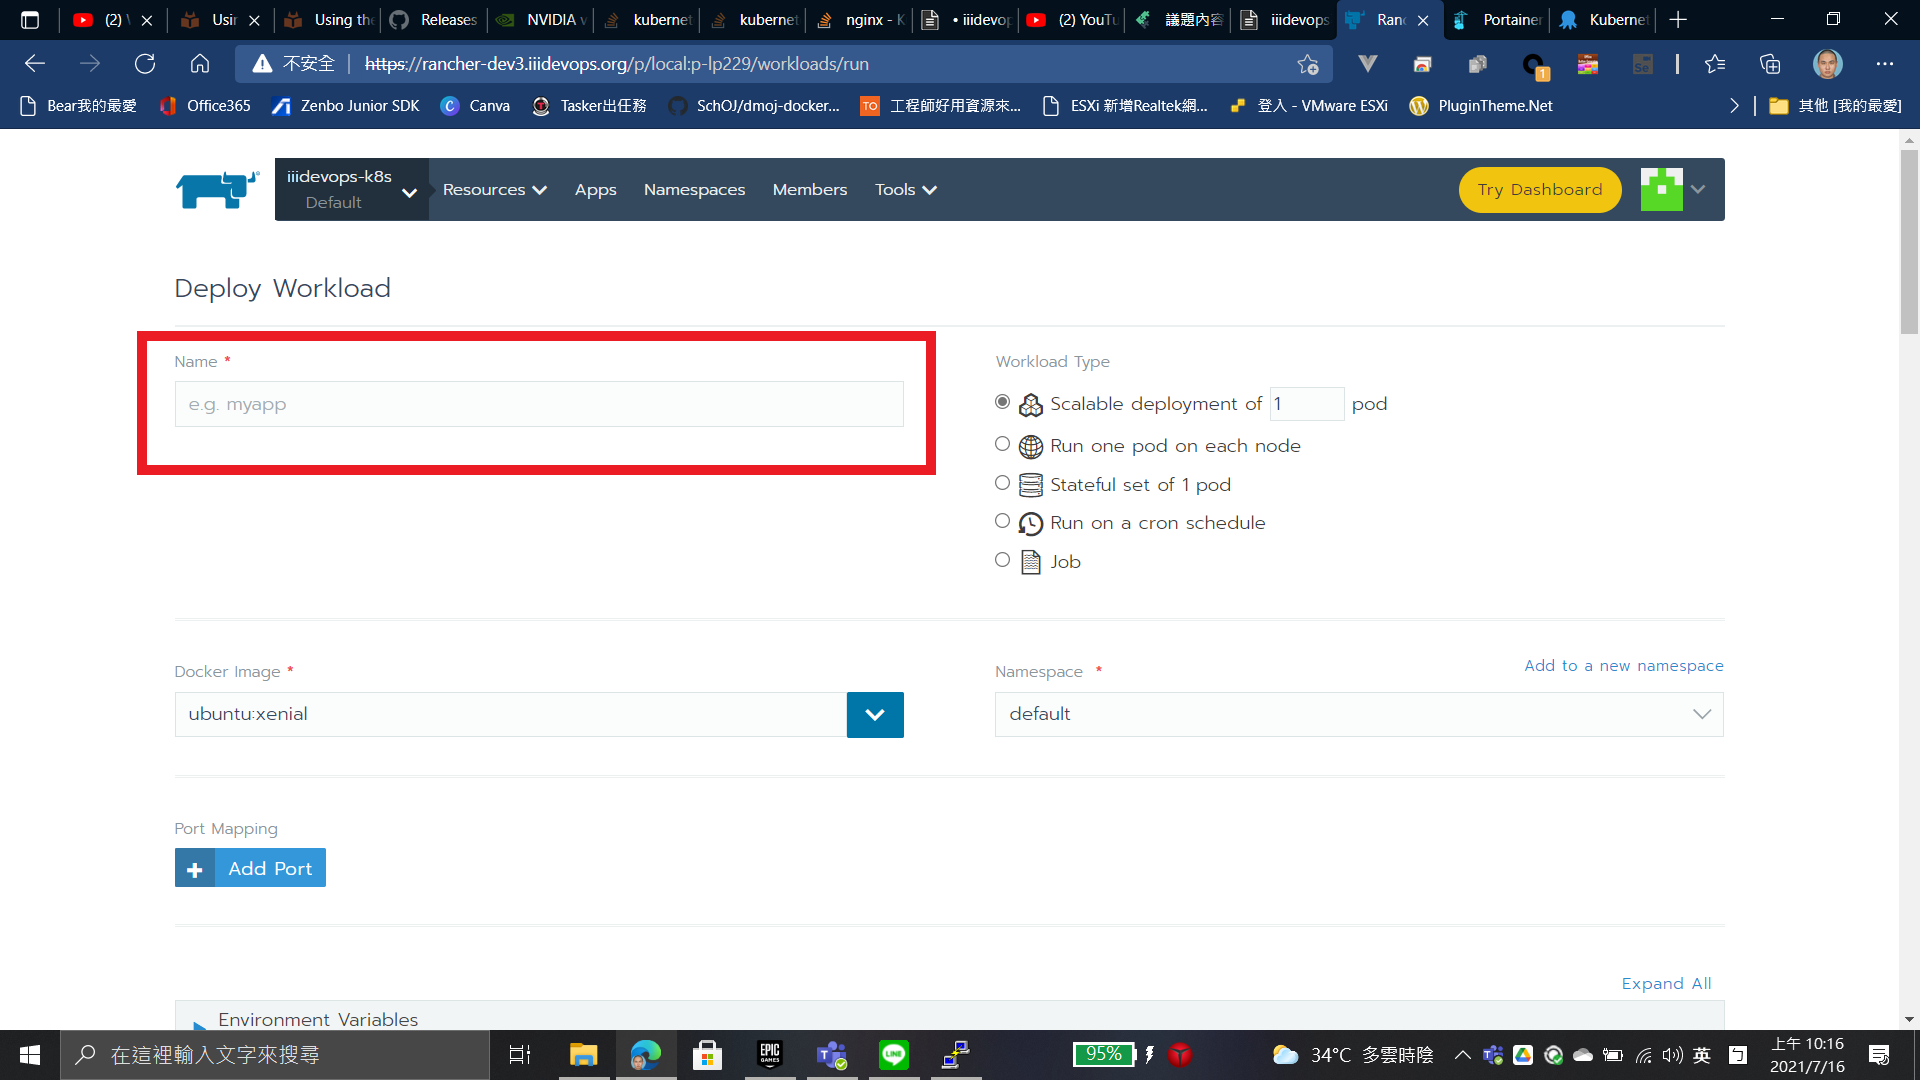 (2) \
Usir
Using the
Releases
NVIDIA v
kubernet
kubernet
nginx - K
• iiidevop
(2) YouTu
議題內容
iiidevops
Ranc
Portainer
Kubernet
不安全
https://rancher-dev3.iiidevops.org/p/local:p-lp229/workloads/run
1
Bear我的最愛
Office365
Zenbo Junior SDK
Canva
Tasker出任務
SchOJ/dmoj-docker...
TO
工程師好用資源來...
ESXi 新增Realtek網...
登入 - VMware ESXi
PluginTheme.Net
其他 [我的最愛]
iiidevops-k8s
Default
Resources
Apps
Namespaces
Members
Tools
Try Dashboard
Deploy Workload
Name *
e.g. myapp
Workload Type
Scalable deployment of 1 pod
Run one pod on each node
Stateful set of 1 pod
Run on a cron schedule
Job
Docker Image *
ubuntu:xenial
Namespace *
Add to a new namespace
default
Port Mapping
+ Add Port
Expand All
Environment Variables
在這裡輸入文字來搜尋
EPIC GAMES
LINE
95%
34°C 多雲時陰
英
上午 10:16
2021/7/16